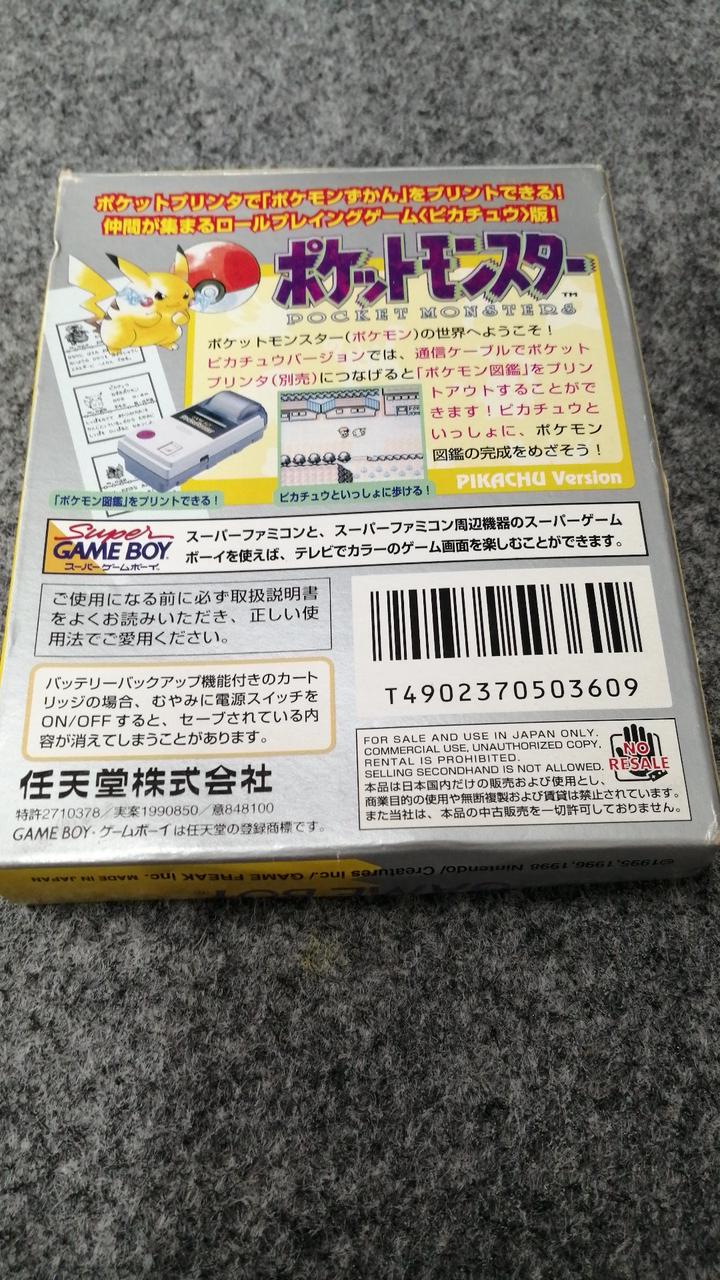 ポケットプリンタで「ポケモンずかん」をプリントできる!
仲間が集まるロールプレイングゲーム〈ピカチュウ〉版!
ポケットモンスター™
POCKET MONSTERS
ポケットモンスター(ポケモン)の世界へようこそ!
ピカチュウバージョンでは、通信ケーブルでポケット
プリンタ(別売)につなげると「ポケモン図鑑」をプリン
トアウトすることがで
きます!ピカチュウと
いっしょに、ポケモン
図鑑の完成をめざそう!
PIKACHU Version
「ポケモン図鑑」をプリントできる!
ピカチュウといっしょに歩ける!
Super
GAME BOY
スーパーゲームボーイ
スーパーファミコンと、スーパーファミコン周辺機器のスーパーゲーム
ボーイを使えば、テレビでカラーのゲーム画面を楽しむことができます。
ご使用になる前に必ず取扱説明書
をよくお読みいただき、正しい使
用法でご愛用ください。
バッテリーバックアップ機能付きのカート
リッジの場合、むやみに電源スイッチを
ON/OFFすると、セーブされている内
容が消えてしまうことがあります。
T4902370503609
任天堂株式会社
特許2710378/実案1990850/意848100
GAME BOY・ゲームボーイは任天堂の登録商標です。
FOR SALE AND USE IN JAPAN ONLY.
COMMERCIAL USE, UNAUTHORIZED COPY,
RENTAL IS PROHIBITED.
SELLING SECONDHAND IS NOT ALLOWED.
NO
RESALE
本品は日本国内だけの販売および使用とし、
商業目的の使用や無断複製および賃貸は禁止されています。
また当社は、本品の中古販売を一切許可しておりません。
©1995,1996,1998 Nintendo/ Creatures Inc./ GAME FREAK Inc. MADE IN JAPAN
GAME BOY